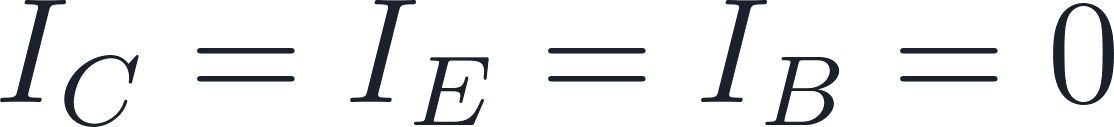 I_C = I_E = I_B = 0